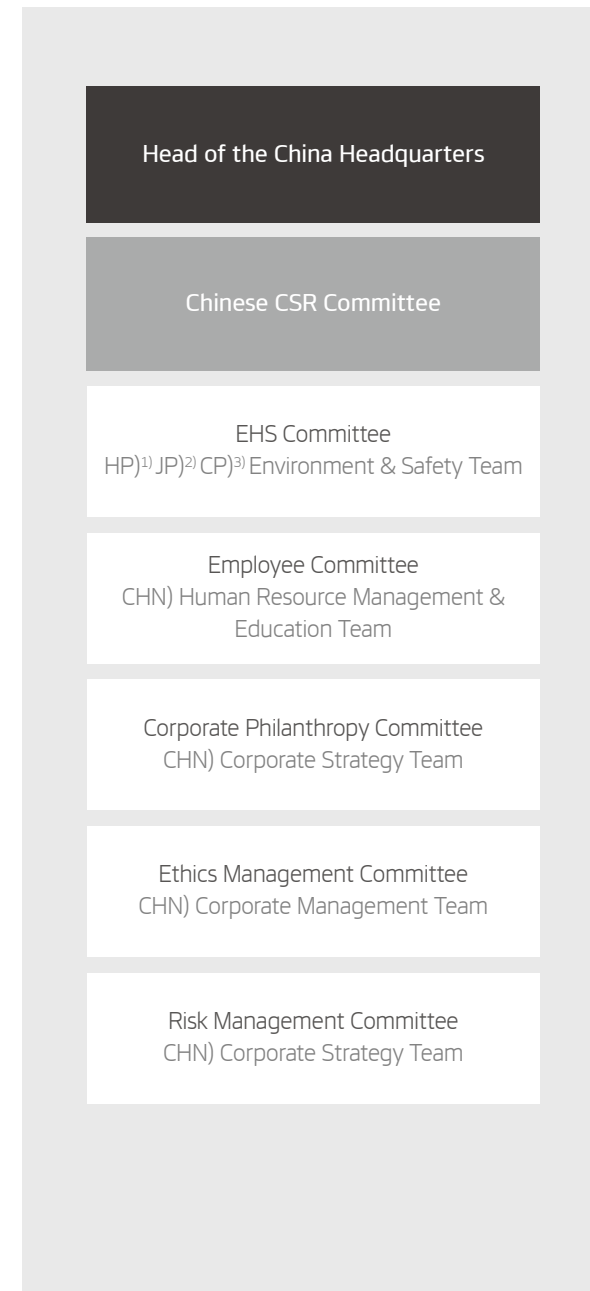 Head of the China Headquarters
Chinese CSR Committee
EHS Committee
HP)1) JP)2) CP)3) Environment & Safety Team
Employee Committee
CHN) Human Resource Management &
Education Team
Corporate Philanthropy Committee
CHN) Corporate Strategy Team
Ethics Management Committee
CHN) Corporate Management Team
Risk Management Committee
CHN) Corporate Strategy Team